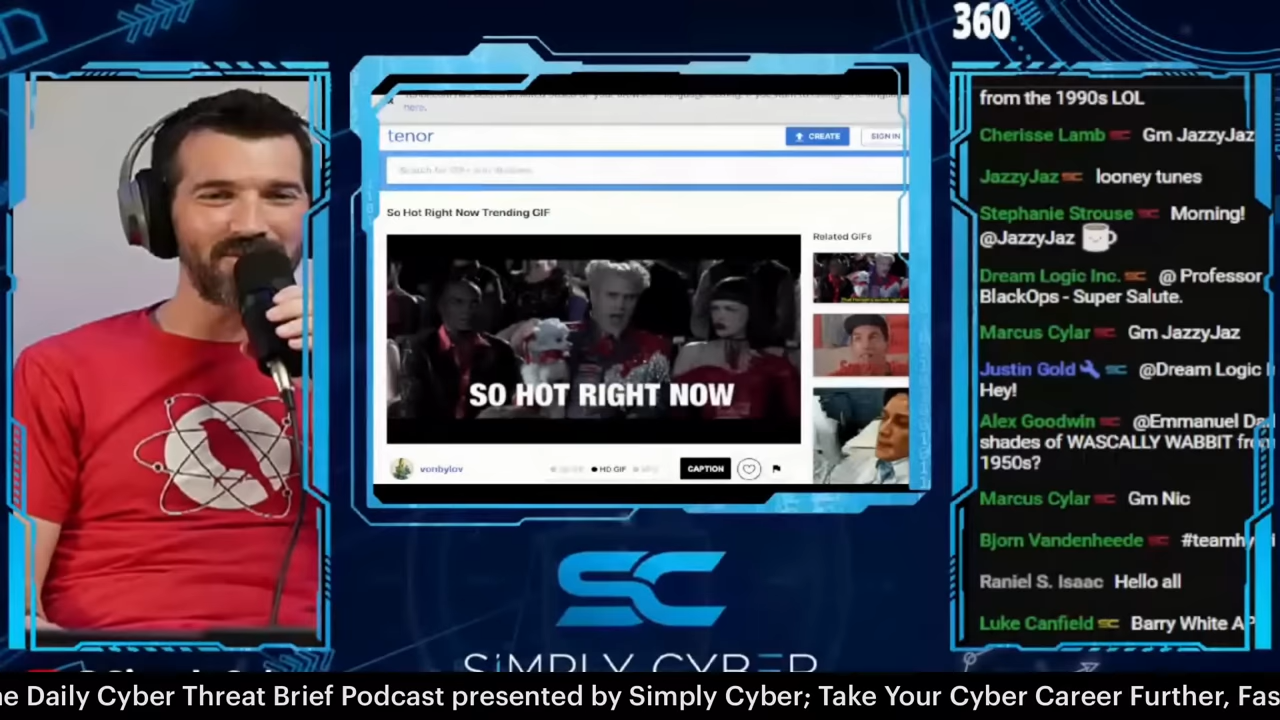 360
here.
tenor
CREATE
SIGN IN
So Hot Right Now Trending GIF
Related GIFs
SO HOT RIGHT NOW
vonbylov
HD GIF
CAPTION
from the 1990s LOL
Cherisse Lamb Gm JazzyJaz
JazzyJaz looney tunes
Stephanie Strouse Morning!
@JazzyJaz
Dream Logic Inc. @ Professor
BlackOps - Super Salute.
Marcus Cylar Gm JazzyJaz
Justin Gold @Dream Logic
Hey!
Alex Goodwin @Emmanuel
shades of WASCALLY WABBIT from
1950s?
Marcus Cylar Gm Nic
Bjorn Vandenheede
Raniel S. Isaac Hello all
Luke Canfield Barry White
SC
SiMPLY CYBER
Daily Cyber Threat Brief Podcast presented by Simply Cyber; Take Your Cyber Career Further, Fas